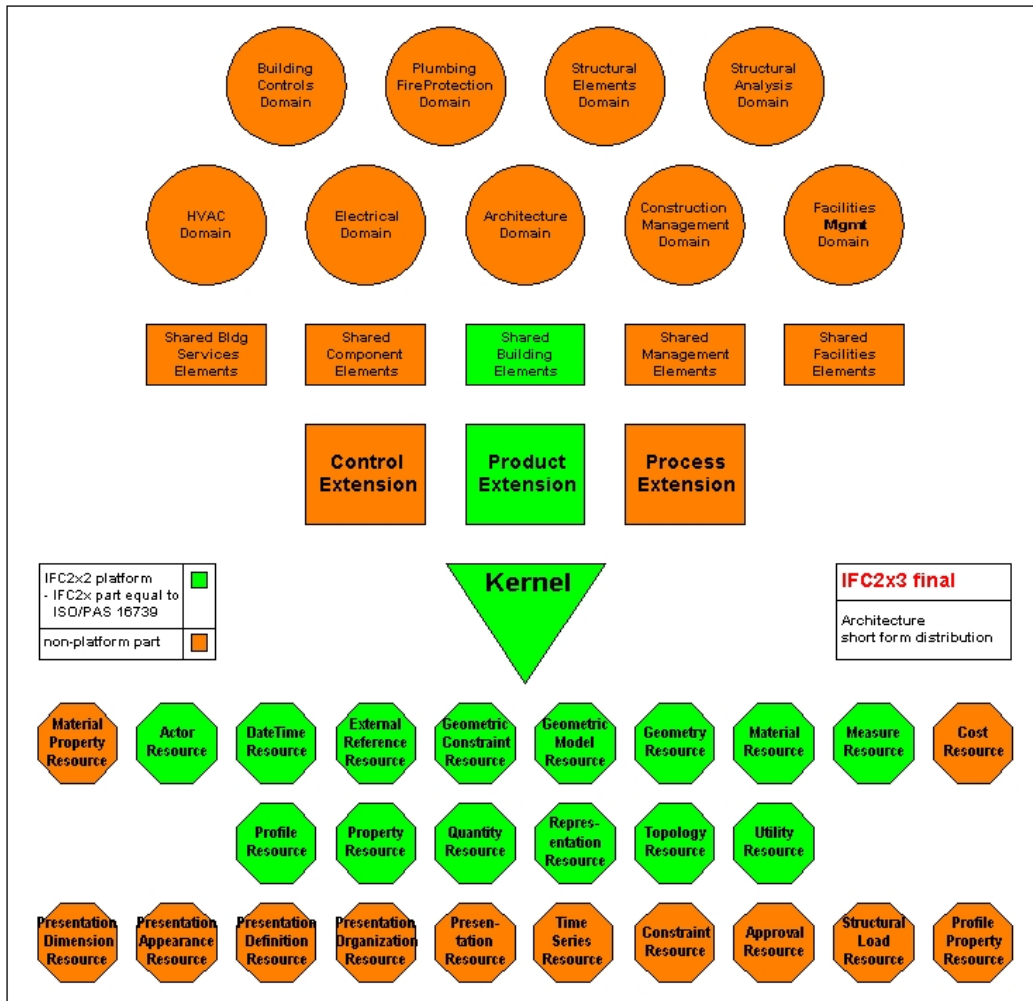 Building
Controls
Domain
Plumbing
FireProtection
Domain
Structural
Elements
Domain
Structural
Analysis
Domain
HVAC
Domain
Electrical
Domain
Architecture
Domain
Construction
Management
Domain
Facilities
Mgmt
Domain
Shared Bldg
Services
Elements
Shared
Component
Elements
Shared
Building
Elements
Shared
Management
Elements
Shared
Facilities
Elements
Control
Extension
Product
Extension
Process
Extension
IFC2x2 platform
- IFC2x part equal to
ISO/PAS 16739
non-platform part
Kernel
IFC2x3 final
Architecture
short form distribution
Material
Property
Resource
Actor
Resource
DateTime
Resource
External
Reference
Resource
Geometric
Constraint
Resource
Geometric
Model
Resource
Geometry
Resource
Material
Resource
Measure
Resource
Cost
Resource
Profile
Resource
Property
Resource
Quantity
Resource
Repres-
entation
Resource
Topology
Resource
Utility
Resource
Presentation
Dimension
Resource
Presentation
Appearance
Resource
Presentation
Definition
Resource
Presentation
Organization
Resource
Presen-
tation
Resource
Time
Series
Resource
Constraint
Resource
Approval
Resource
Structural
Load
Resource
Profile
Property
Resource